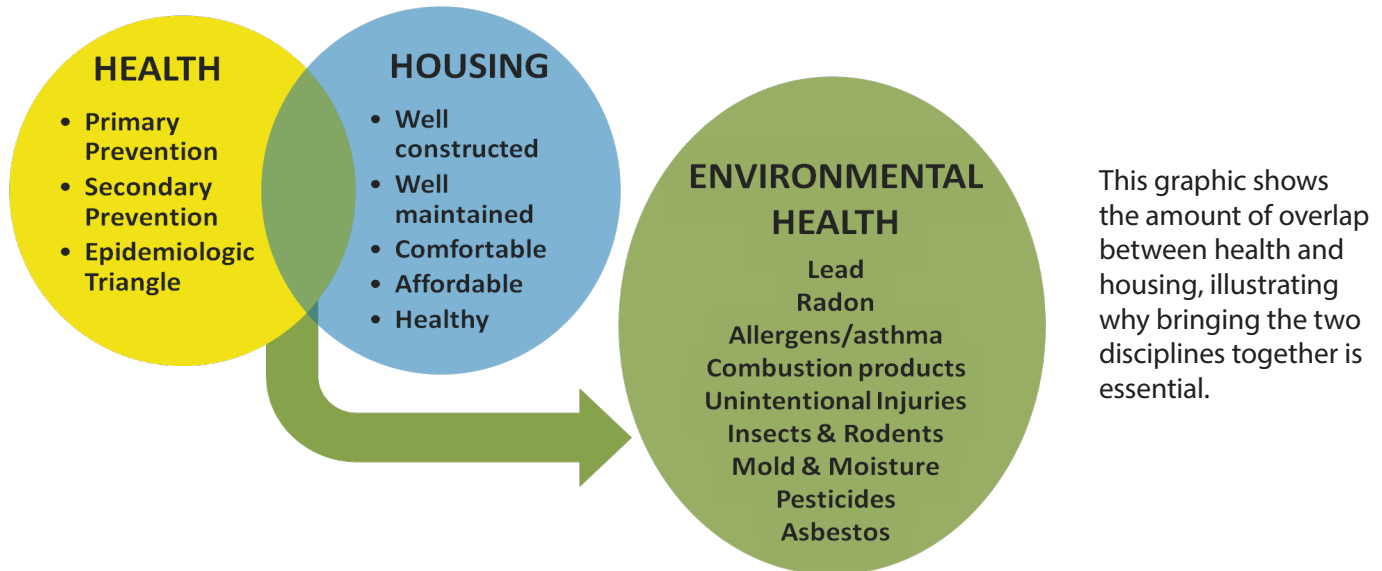 HEALTH
• Primary
Prevention
• Secondary
Prevention
• Epidemiologic
Triangle
HOUSING
• Well
constructed
• Well
maintained
• Comfortable
• Affordable
• Healthy
ENVIRONMENTAL
HEALTH
Lead
Radon
Allergens/asthma
Combustion products
Unintentional Injuries
Insects & Rodents
Mold & Moisture
Pesticides
Asbestos
This graphic shows
the amount of overlap
between health and
housing, illustrating
why bringing the two
disciplines together is
essential.